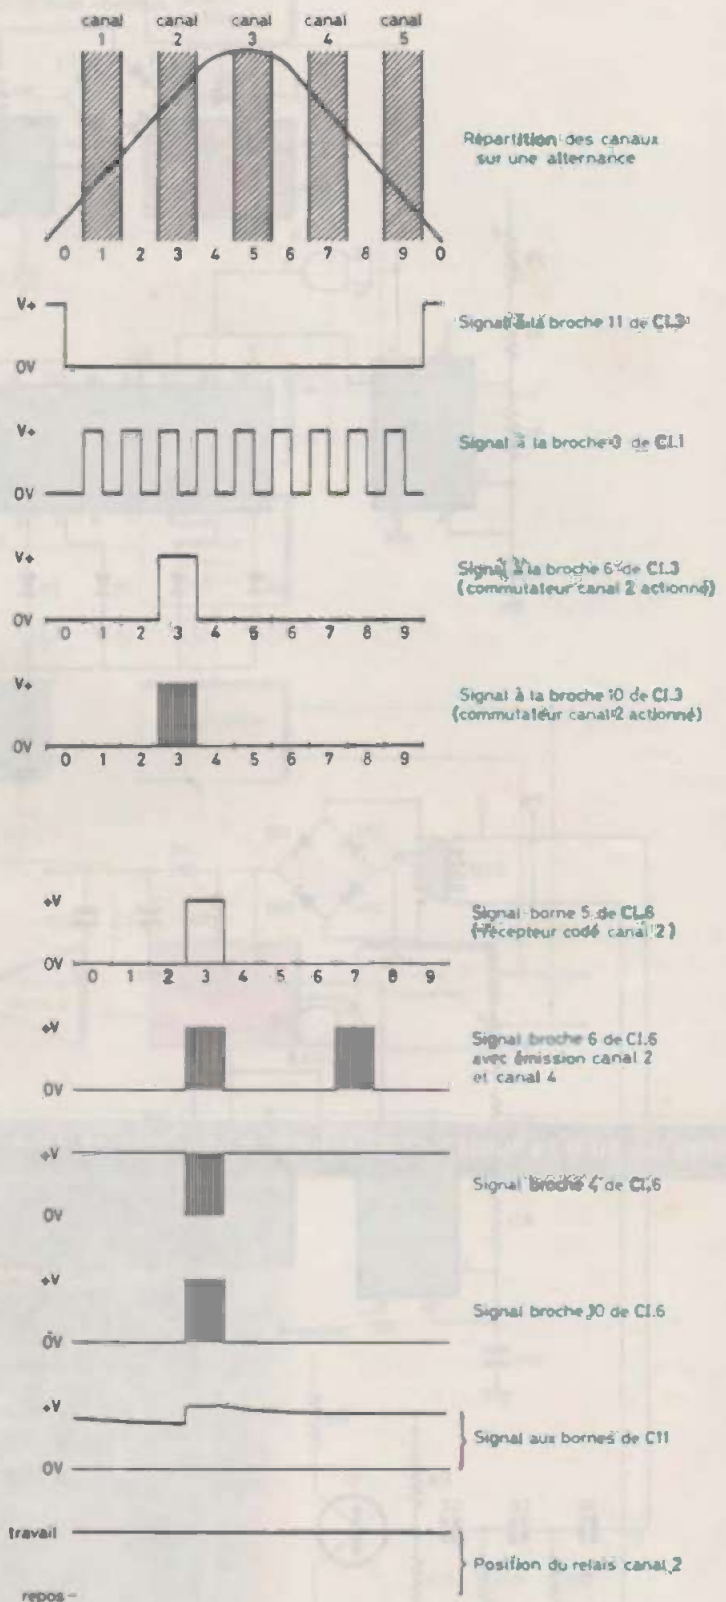 canal canal canal canal canal
1 2 3 4 5
Répartition des canaux
sur une alternance
0 1 2 3 4 5 6 7 8 9 0
V+
Signal à la broche 11 de CI.3
0V
V+
Signal à la broche 3 de CI.1
0V
V+
Signal à la broche 6 de CI.3
(commutateur canal 2 actionné)
0V
0 1 2 3 4 5 6 7 8 9
V+
Signal à la broche 10 de CI.3
(commutateur canal 2 actionné)
0V
0 1 2 3 4 5 6 7 8 9
+V
Signal borne 5 de CI.6
(récepteur codé canal 2)
0V
0 1 2 3 4 5 6 7 8 9
+V
Signal broche 6 de CI.6
avec émission canal 2
et canal 4
0V
+V
Signal broche 4 de CI.6
0V
+V
Signal broche 10 de CI.6
0V
+V
Signal aux bornes de C11
0V
travail
Position du relais canal 2
repos